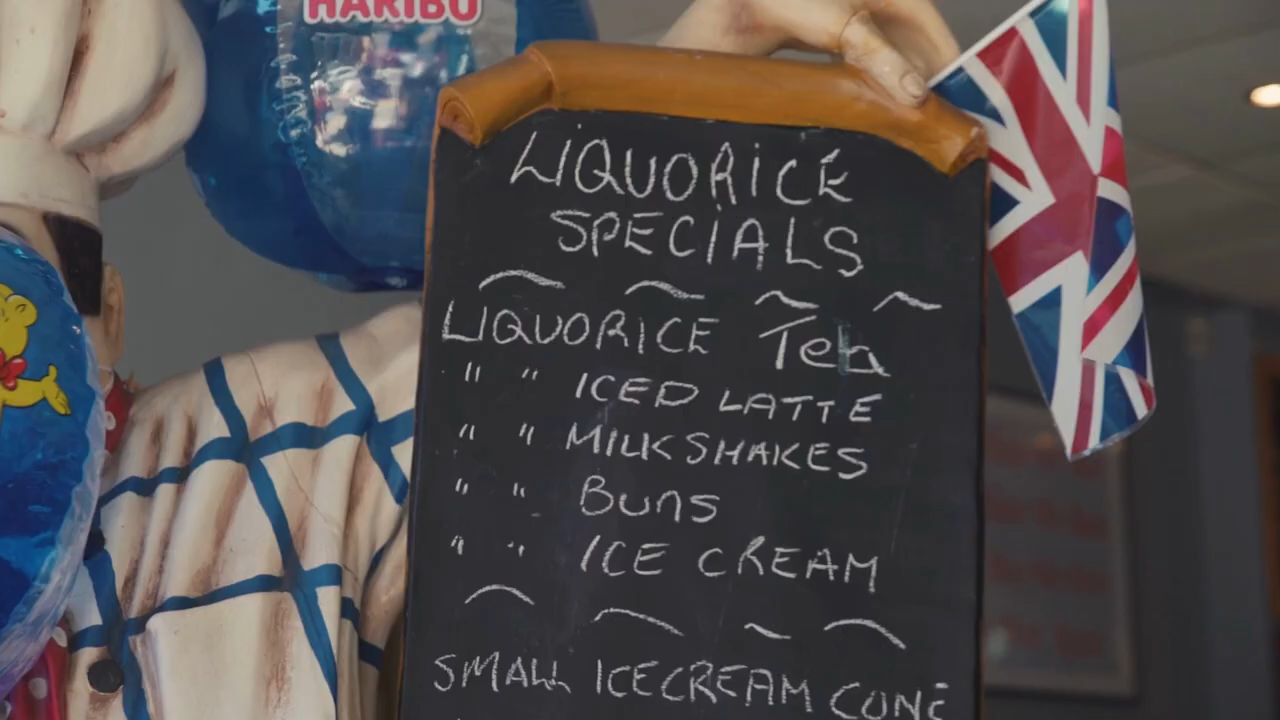 HARIBO
LIQUORICE
SPECIALS
LIQUORICE Tea
" " ICED LATTE
" " MILKSHAKES
" " Buns
" " ICE CREAM
SMALL ICECREAM CONE